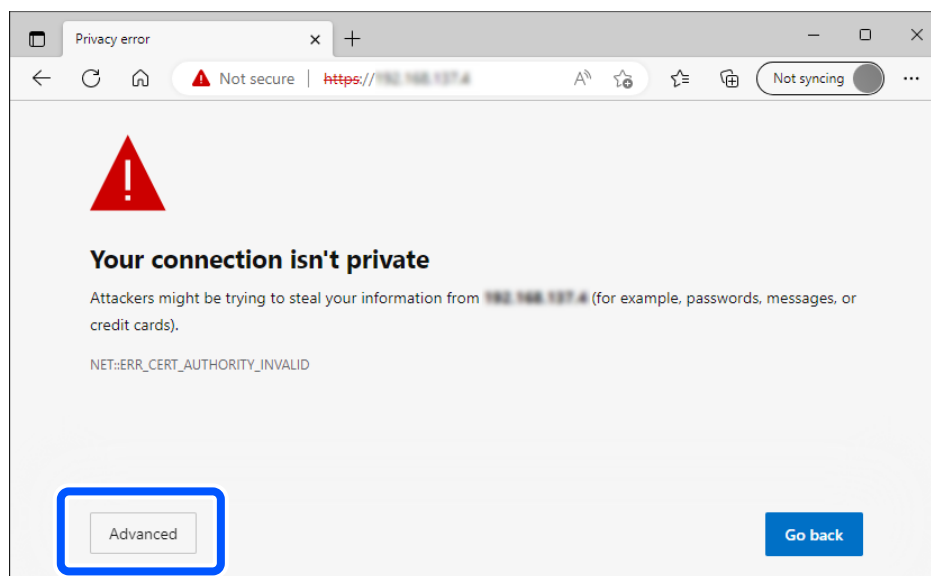 Privacy error
Not secure | https://
Not syncing
Your connection isn't private
Attackers might be trying to steal your information from (for example, passwords, messages, or
credit cards).
NET::ERR_CERT_AUTHORITY_INVALID
Advanced
Go back